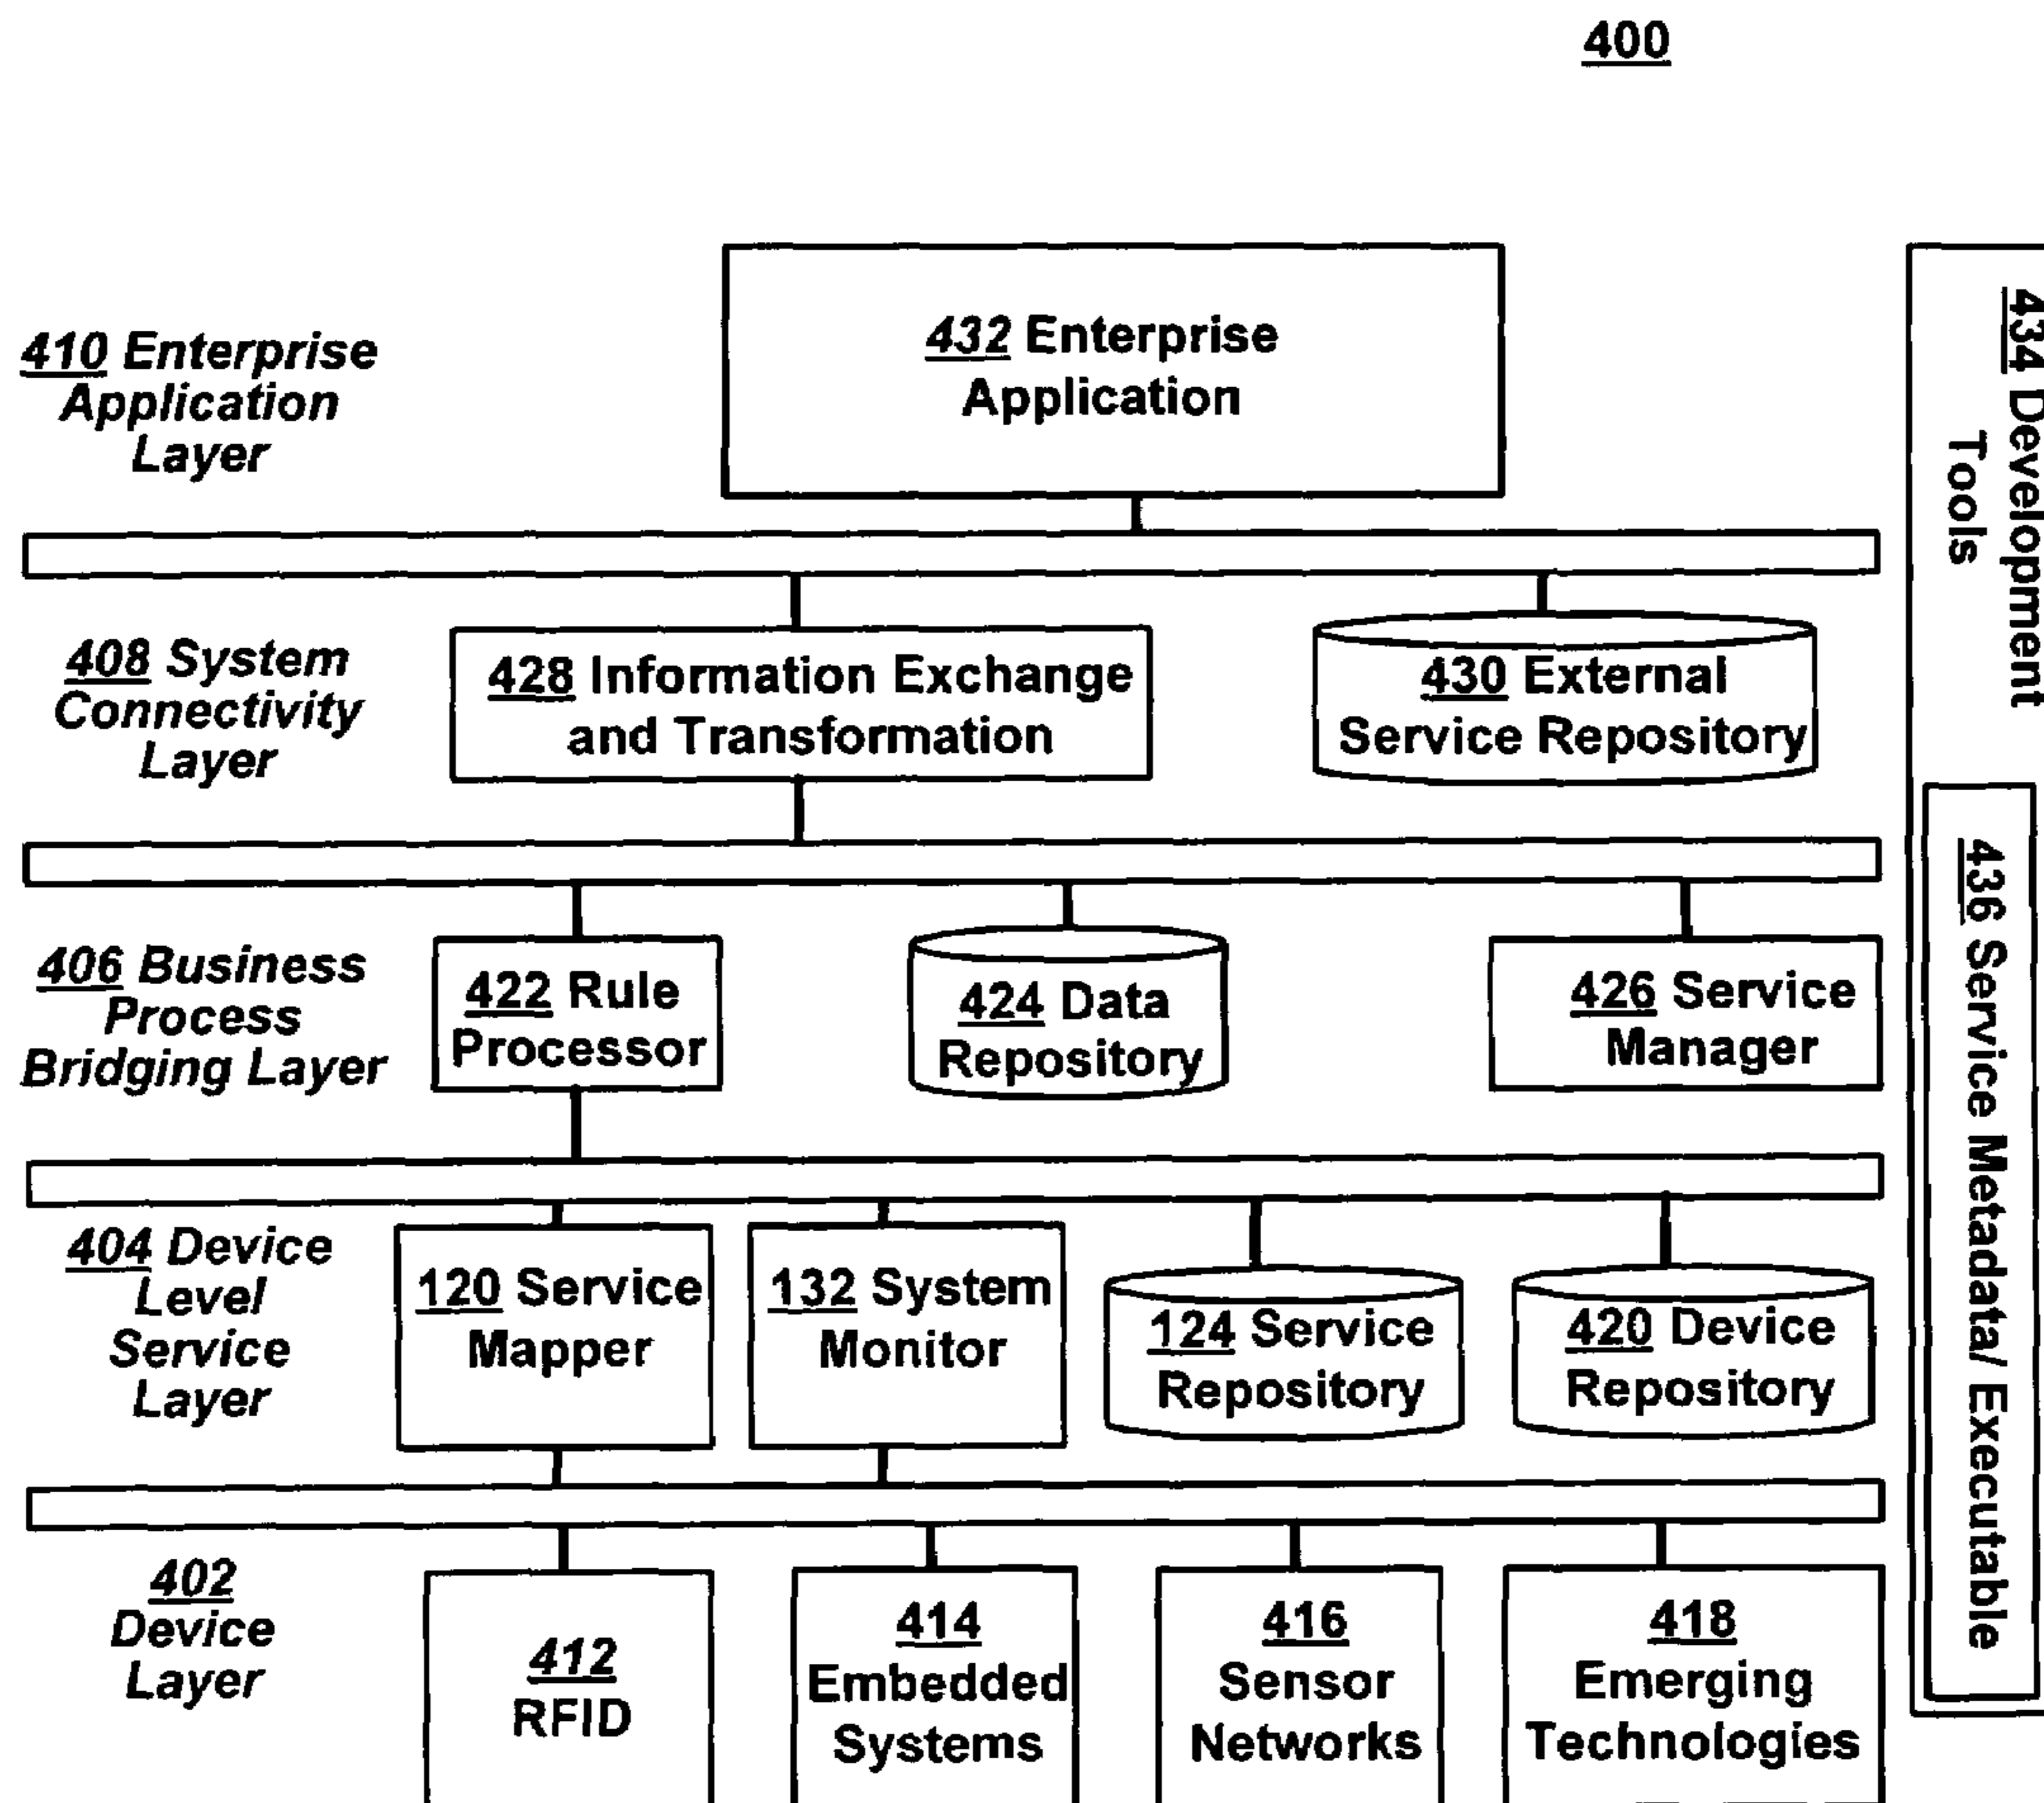 400
432 Enterprise
Application
410 Enterprise
Application
Layer
434 Development
Tools
408 System
Connectivity
Layer
428 Information Exchange
and Transformation
430 External
Service Repository
436 Service Metadata/ Executable
406 Business
Process
Bridging Layer
422 Rule
Processor
424 Data
Repository
426 Service
Manager
404 Device
Level
Service
Layer
120 Service
Mapper
132 System
Monitor
124 Service
Repository
420 Device
Repository
402
Device
Layer
412
RFID
414
Embedded
Systems
416
Sensor
Networks
418
Emerging
Technologies